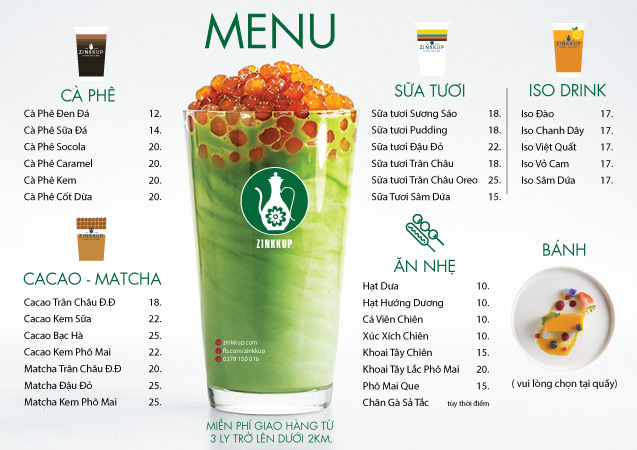 MENU
ZINKKUP
CÀ PHÊ
Cà Phê Đen Đá 12.
Cà Phê Sữa Đá 14.
Cà Phê Socola 20.
Cà Phê Caramel 20.
Cà Phê Kem 20.
Cà Phê Cốt Dừa 20.
CACAO - MATCHA
Cacao Trân Châu Đ.Đ 18.
Cacao Kem Sữa 22.
Cacao Bạc Hà 25.
Cacao Kem Phô Mai 22.
Matcha Trân Châu Đ.Đ 20.
Matcha Đậu Đỏ 25.
Matcha Kem Phô Mai 25.
ZINKKUP
zinkkup.com
fb.com/zinkkup
0378 150 016
MIỄN PHÍ GIAO HÀNG TỪ
3 LY TRỞ LÊN DƯỚI 2KM.
ZINKKUP
SỮA TƯƠI
Sữa tươi Sương Sáo 18.
Sữa tươi Pudding 18.
Sữa tươi Đậu Đỏ 22.
Sữa tươi Trân Châu 18.
Sữa tươi Trân Châu Oreo 25.
Sữa Tươi Sâm Dứa 15.
ZINKKUP
ISO DRINK
Iso Đào 17.
Iso Chanh Dây 17.
Iso Việt Quất 17.
Iso Vỏ Cam 17.
Iso Sâm Dứa 17.
ĂN NHẸ
Hạt Dưa 10.
Hạt Hướng Dương 10.
Cá Viên Chiên 10.
Xúc Xích Chiên 10.
Khoai Tây Chiên 15.
Khoai Tây Lắc Phô Mai 20.
Phô Mai Que 15.
Chân Gà Sả Tắc tùy thời điểm
BÁNH
( vui lòng chọn tại quầy)